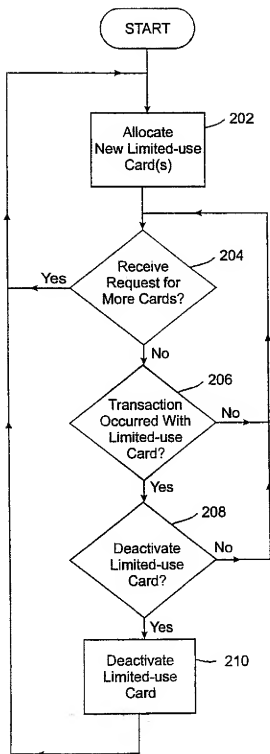 START
202
Allocate
New Limited-use
Card(s)
204
Yes
Receive
Request for
More Cards?
No
206
Transaction
Occurred With
Limited-use
Card?
No
Yes
208
Deactivate
Limited-use
Card?
No
Yes
210
Deactivate
Limited-use
Card